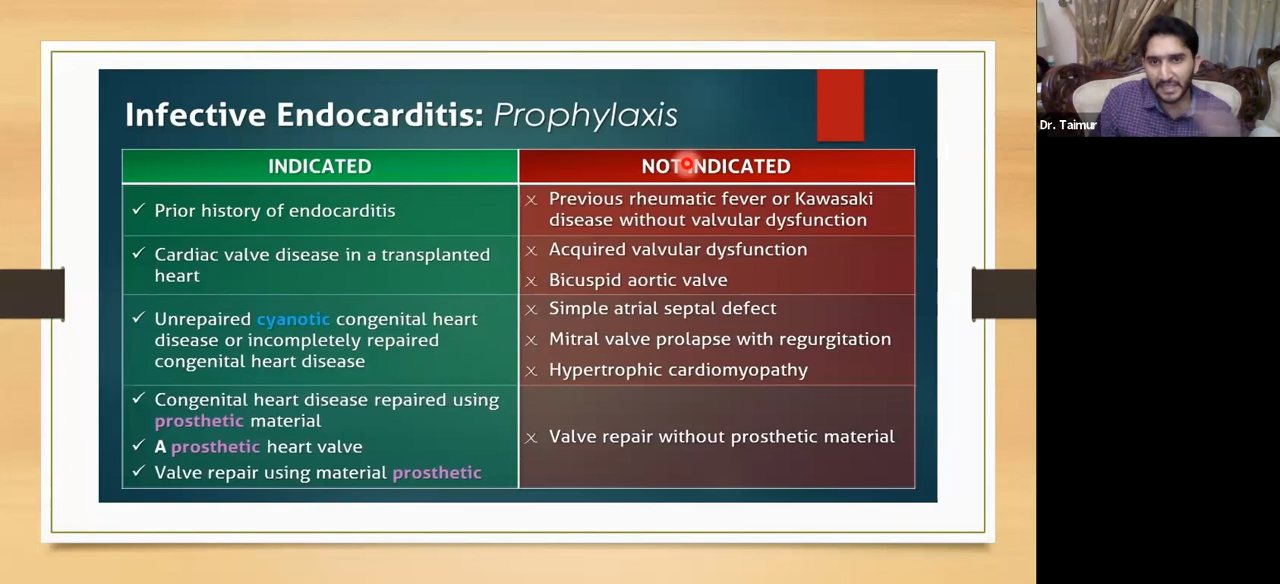 Infective Endocarditis: Prophylaxis
INDICATED
NOT INDICATED
Prior history of endocarditis
Previous rheumatic fever or Kawasaki
disease without valvular dysfunction
Cardiac valve disease in a transplanted
heart
Acquired valvular dysfunction
Bicuspid aortic valve
Unrepaired cyanotic congenital heart
disease or incompletely repaired
congenital heart disease
Simple atrial septal defect
Mitral valve prolapse with regurgitation
Hypertrophic cardiomyopathy
Congenital heart disease repaired using
prosthetic material
A prosthetic heart valve
Valve repair using material prosthetic
Valve repair without prosthetic material
Dr. Taimur